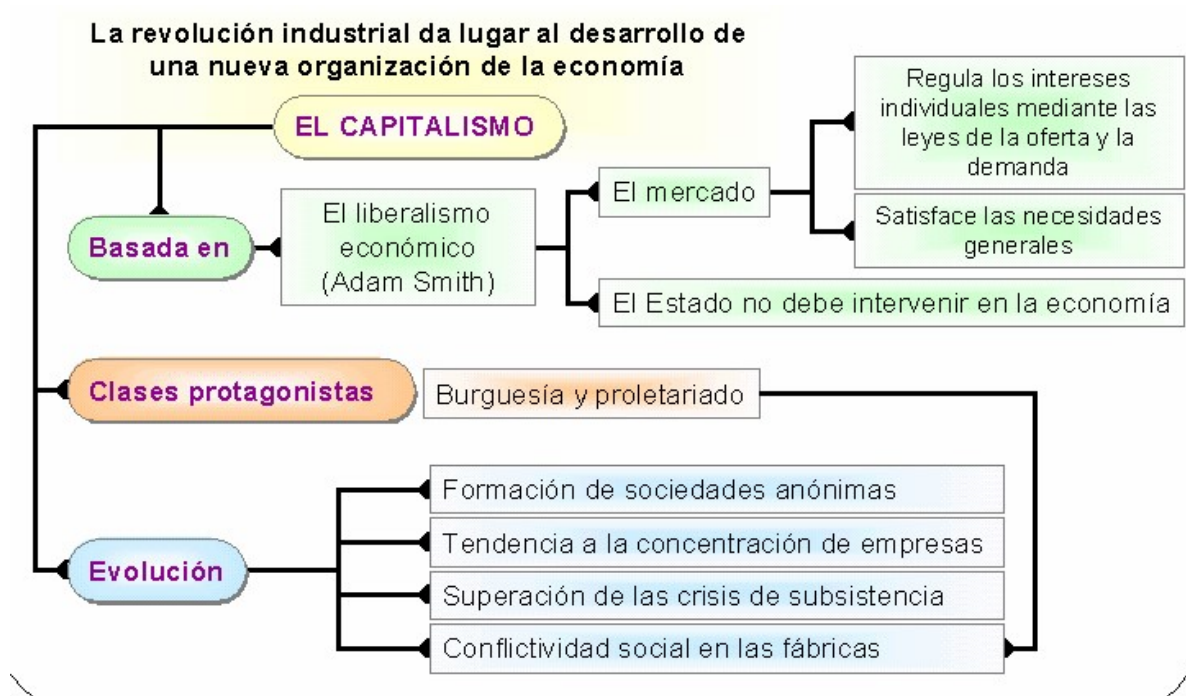 La revolución industrial da lugar al desarrollo de
una nueva organización de la economía
EL CAPITALISMO
Basada en
El liberalismo
económico
(Adam Smith)
El mercado
Regula los intereses
individuales mediante las
leyes de la oferta y la
demanda
Satisface las necesidades
generales
El Estado no debe intervenir en la economía
Clases protagonistas
Burguesía y proletariado
Evolución
Formación de sociedades anónimas
Tendencia a la concentración de empresas
Superación de las crisis de subsistencia
Conflictividad social en las fábricas